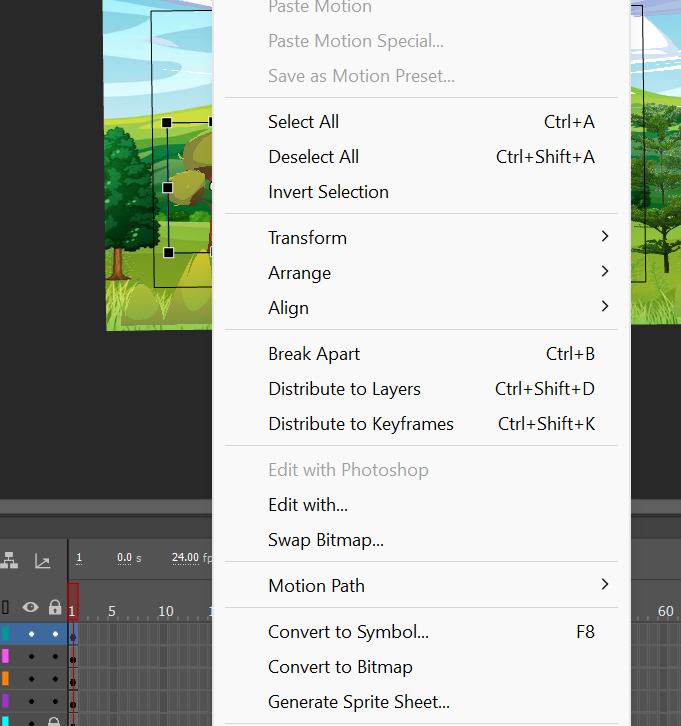 Paste Motion
Paste Motion Special...
Save as Motion Preset...
Select All Ctrl+A
Deselect All Ctrl+Shift+A
Invert Selection
Transform
Arrange
Align
Break Apart Ctrl+B
Distribute to Layers Ctrl+Shift+D
Distribute to Keyframes Ctrl+Shift+K
Edit with Photoshop
Edit with...
Swap Bitmap...
1 0.0 s 24.00 fp
Motion Path
1 5 10 1 60
Convert to Symbol... F8
Convert to Bitmap
Generate Sprite Sheet...